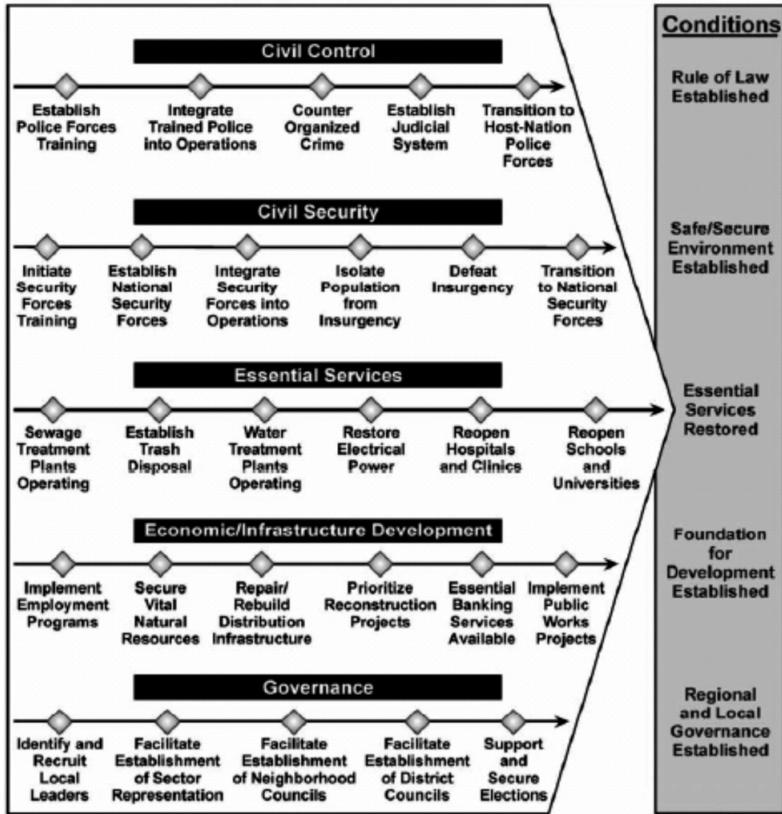 Conditions
Civil Control
Establish
Police Forces
Training
Integrate
Trained Police
into Operations
Counter
Organized
Crime
Establish
Judicial
System
Transition to
Host-Nation
Police
Forces
Rule of Law
Established
Civil Security
Initiate
Security
Forces
Training
Establish
National
Security
Forces
Integrate
Security
Forces into
Operations
Isolate
Population
from
Insurgency
Defeat
Insurgency
Transition
to National
Security
Forces
Safe/Secure
Environment
Established
Essential Services
Sewage
Treatment
Plants
Operating
Establish
Trash
Disposal
Water
Treatment
Plants
Operating
Restore
Electrical
Power
Reopen
Hospitals
and Clinics
Reopen
Schools
and
Universities
Essential
Services
Restored
Economic/Infrastructure Development
Implement
Employment
Programs
Secure
Vital
Natural
Resources
Repair/
Rebuild
Distribution
Infrastructure
Prioritize
Reconstruction
Projects
Essential
Banking
Services
Available
Implement
Public
Works
Projects
Foundation
for
Development
Established
Governance
Identify and
Recruit
Local
Leaders
Facilitate
Establishment
of Sector
Representation
Facilitate
Establishment
of Neighborhood
Councils
Facilitate
Establishment
of District
Councils
Support
and
Secure
Elections
Regional
and Local
Governance
Established